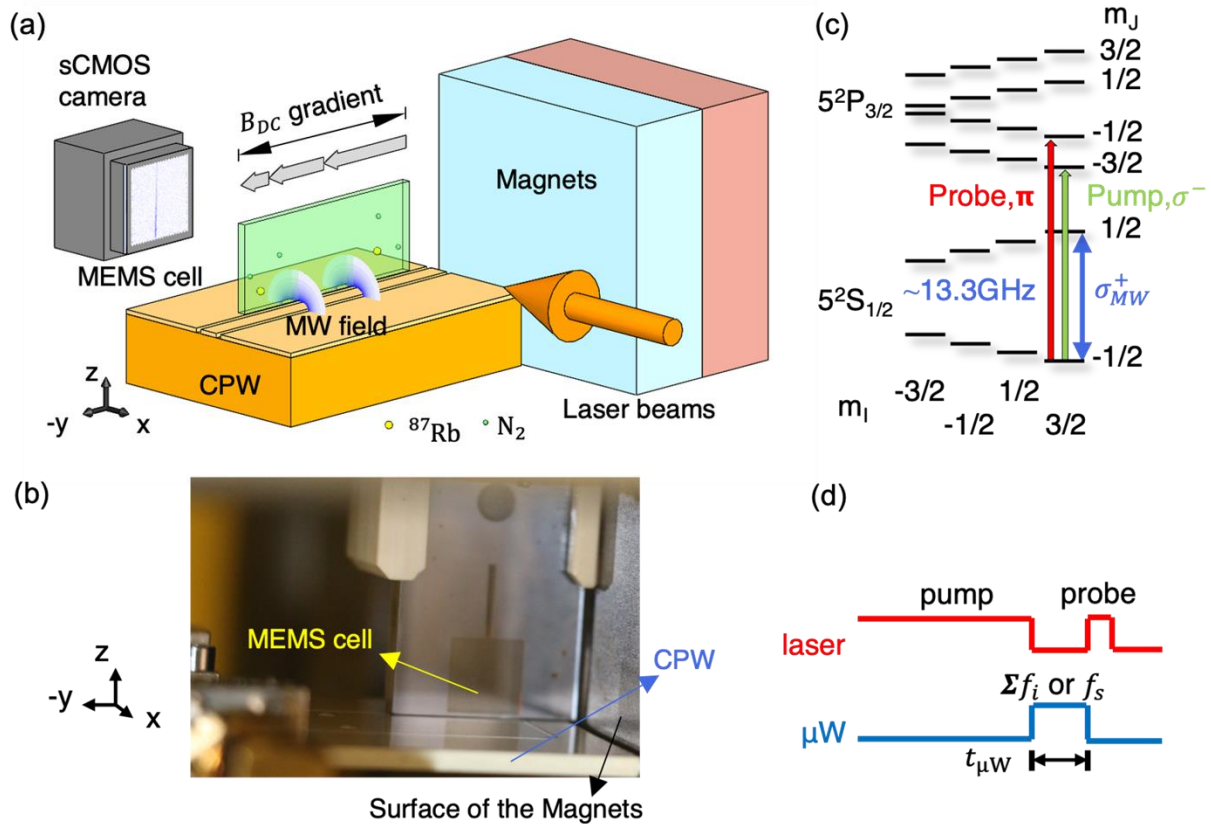 (a)
sCMOS
camera
B_DC gradient
Magnets
MEMS cell
MW field
CPW
Laser beams
z
-y
x
⁸⁷Rb
N₂
(b)
MEMS cell
CPW
z
-y
x
Surface of the Magnets
(c)
m_J
3/2
1/2
5²P₃/₂
-1/2
-3/2
Probe,π
Pump,σ⁻
1/2
~13.3GHz
σ⁺_MW
5²S₁/₂
-1/2
-3/2
1/2
m_I
-1/2
3/2
(d)
pump
probe
laser
Σf_i or f_s
μW
t_μW